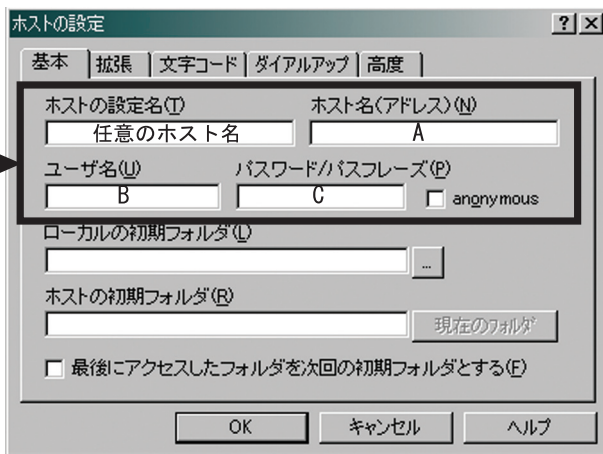 ホストの設定
基本 拡張 文字コード ダイアルアップ 高度
ホストの設定名(T) ホスト名(アドレス)(N)
任意のホスト名 A
ユーザ名(U) パスワード/パスフレーズ(P)
B C anonymous
ローカルの初期フォルダ(L)
...
ホストの初期フォルダ(R)
現在のフォルダ
最後にアクセスしたフォルダを次回の初期フォルダとする(F)
OK キャンセル ヘルプ